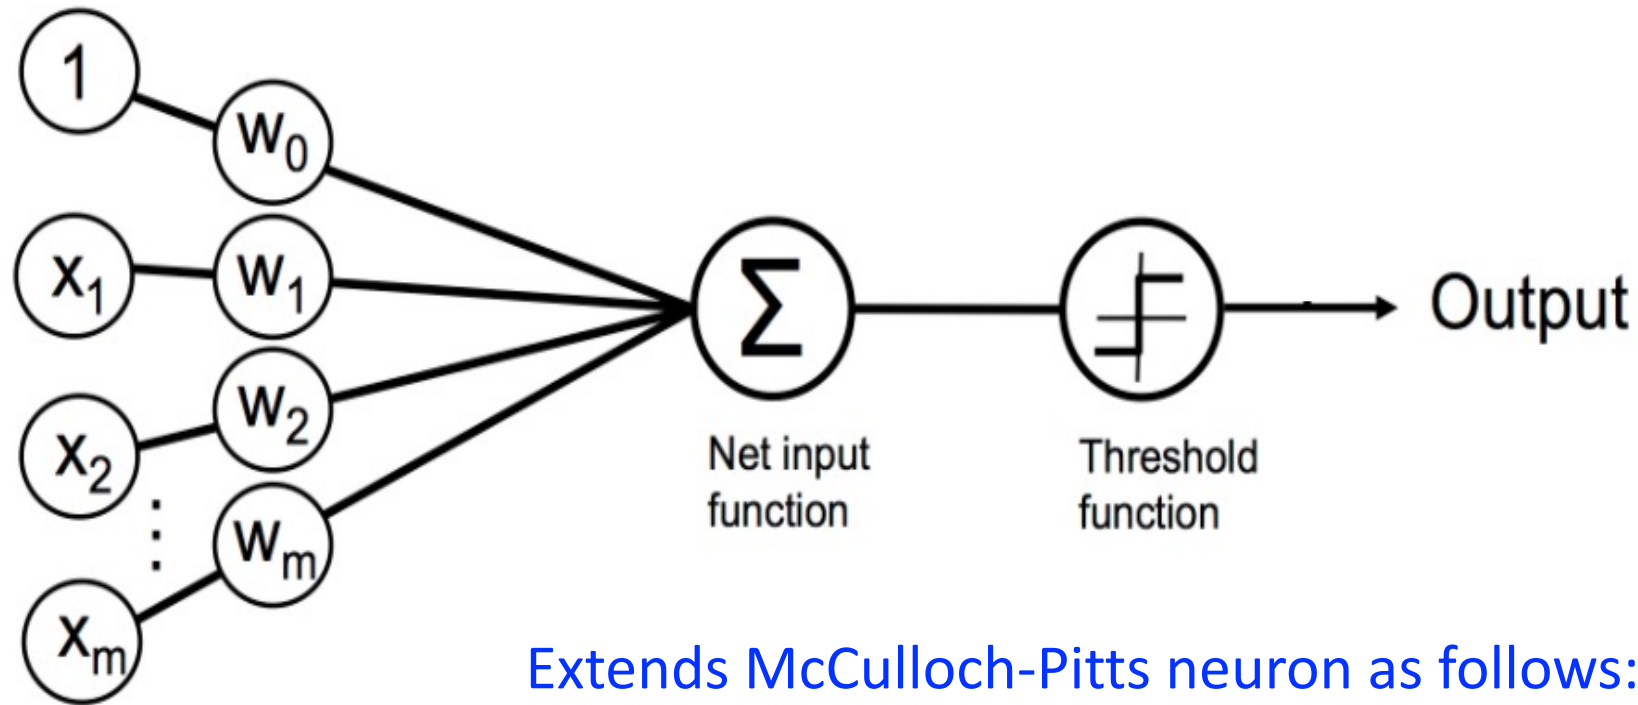 1
w₀
x₁
w₁
x₂
w₂
⋮
xₘ
wₘ
Σ
Net input
function
Threshold
function
Output
Extends McCulloch-Pitts neuron as follows: